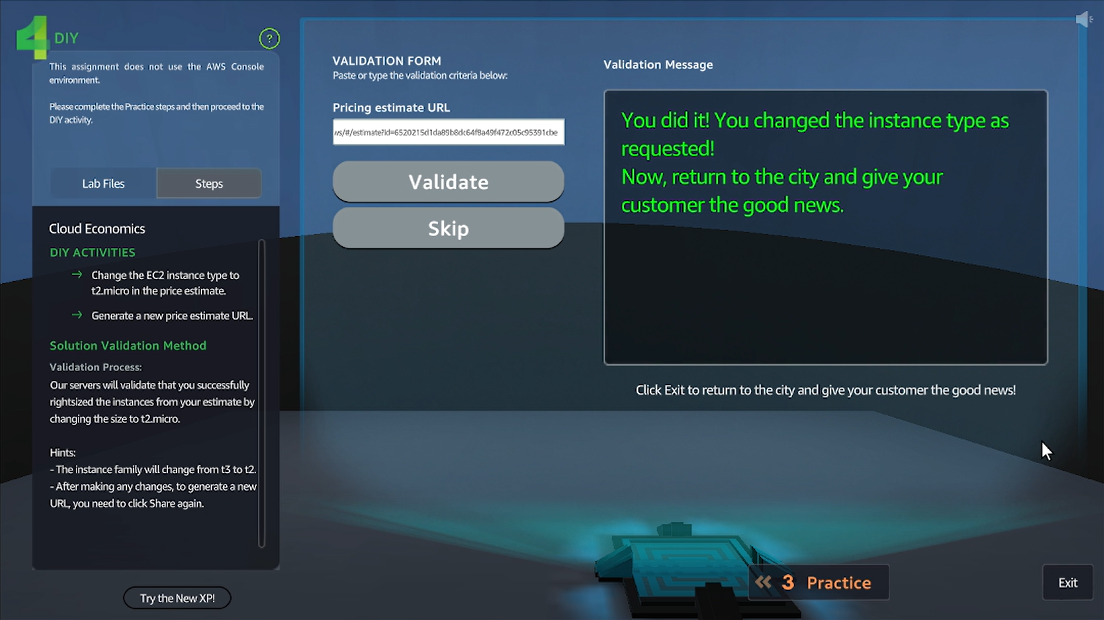 4 DIY
?
This assignment does not use the AWS Console
environment.
Please complete the Practice steps and then proceed to the
DIY activity.
Lab Files
Steps
Cloud Economics
DIY ACTIVITIES
→ Change the EC2 instance type to
t2.micro in the price estimate.
→ Generate a new price estimate URL.
Solution Validation Method
Validation Process:
Our servers will validate that you successfully
rightsized the instances from your estimate by
changing the size to t2.micro.
Hints:
- The instance family will change from t3 to t2.
- After making any changes, to generate a new
URL, you need to click Share again.
Try the New XP!
VALIDATION FORM
Paste or type the validation criteria below:
Pricing estimate URL
ws/#/estimate?id=6520215d1da89b8dc64f8a49f472c05c95391cbe
Validate
Skip
Validation Message
You did it! You changed the instance type as
requested!
Now, return to the city and give your
customer the good news.
Click Exit to return to the city and give your customer the good news!
3 Practice
Exit